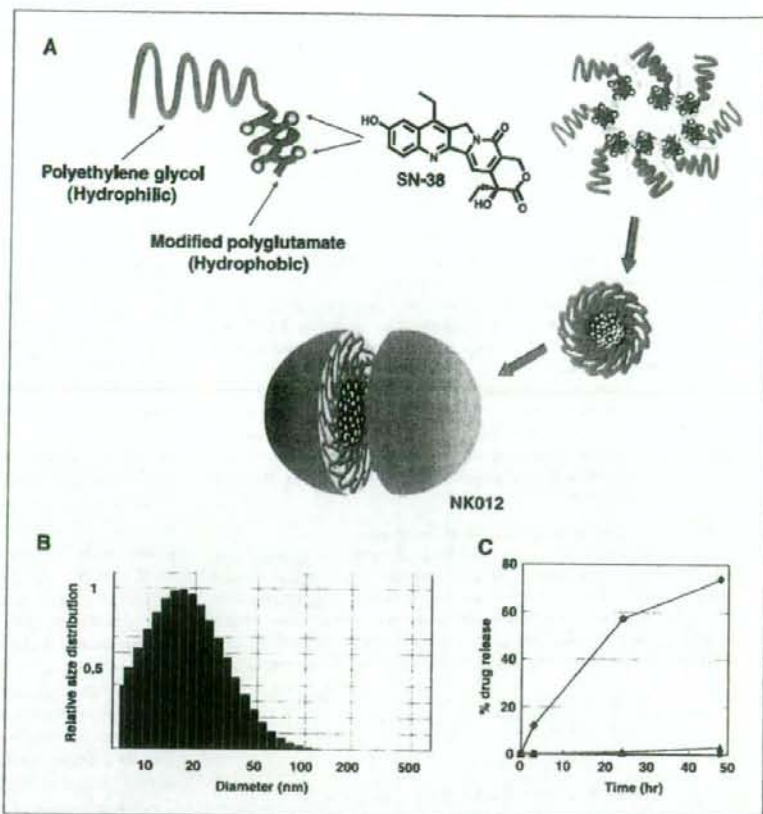 A
HO
N
N
O
O
HO
O
SN-38
Polyethylene glycol
(Hydrophilic)
Modified polyglutamate
(Hydrophobic)
NK012
B
Relative size distribution
1
0.5
10 20 50 100 200 500
Diameter (nm)
C
% drug release
80
60
40
20
0
0 10 20 30 40 50
Time (hr)